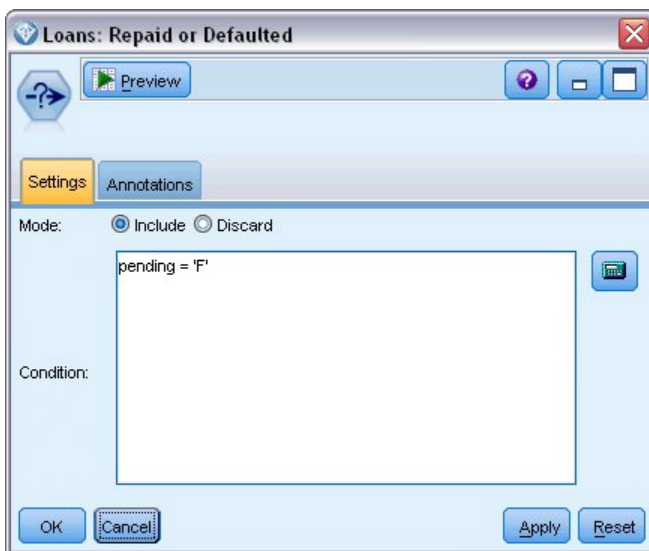 Loans: Repaid or Defaulted
Preview
Settings Annotations
Mode: Include Discard
pending = 'F'
Condition:
OK Cancel Apply Reset